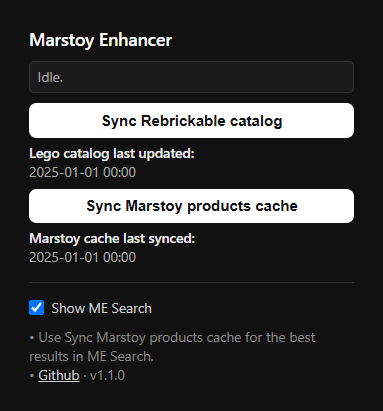 Marstoy Enhancer
Idle.
Sync Rebrickable catalog
Lego catalog last updated:
2025-01-01 00:00
Sync Marstoy products cache
Marstoy cache last synced:
2025-01-01 00:00
Show ME Search
• Use Sync Marstoy products cache for the best
results in ME Search.
• Github · v1.1.0